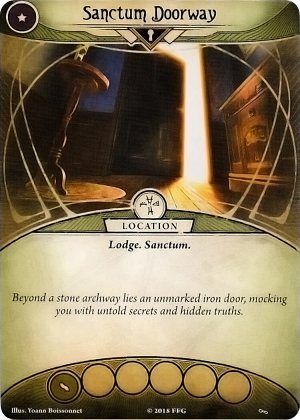 Sanctum Doorway
LOCATION
Lodge. Sanctum.
Beyond a stone archway lies an unmarked iron door, mocking
you with untold secrets and hidden truths.
Illus. Yoann Boissonnet
© 2018 FFG